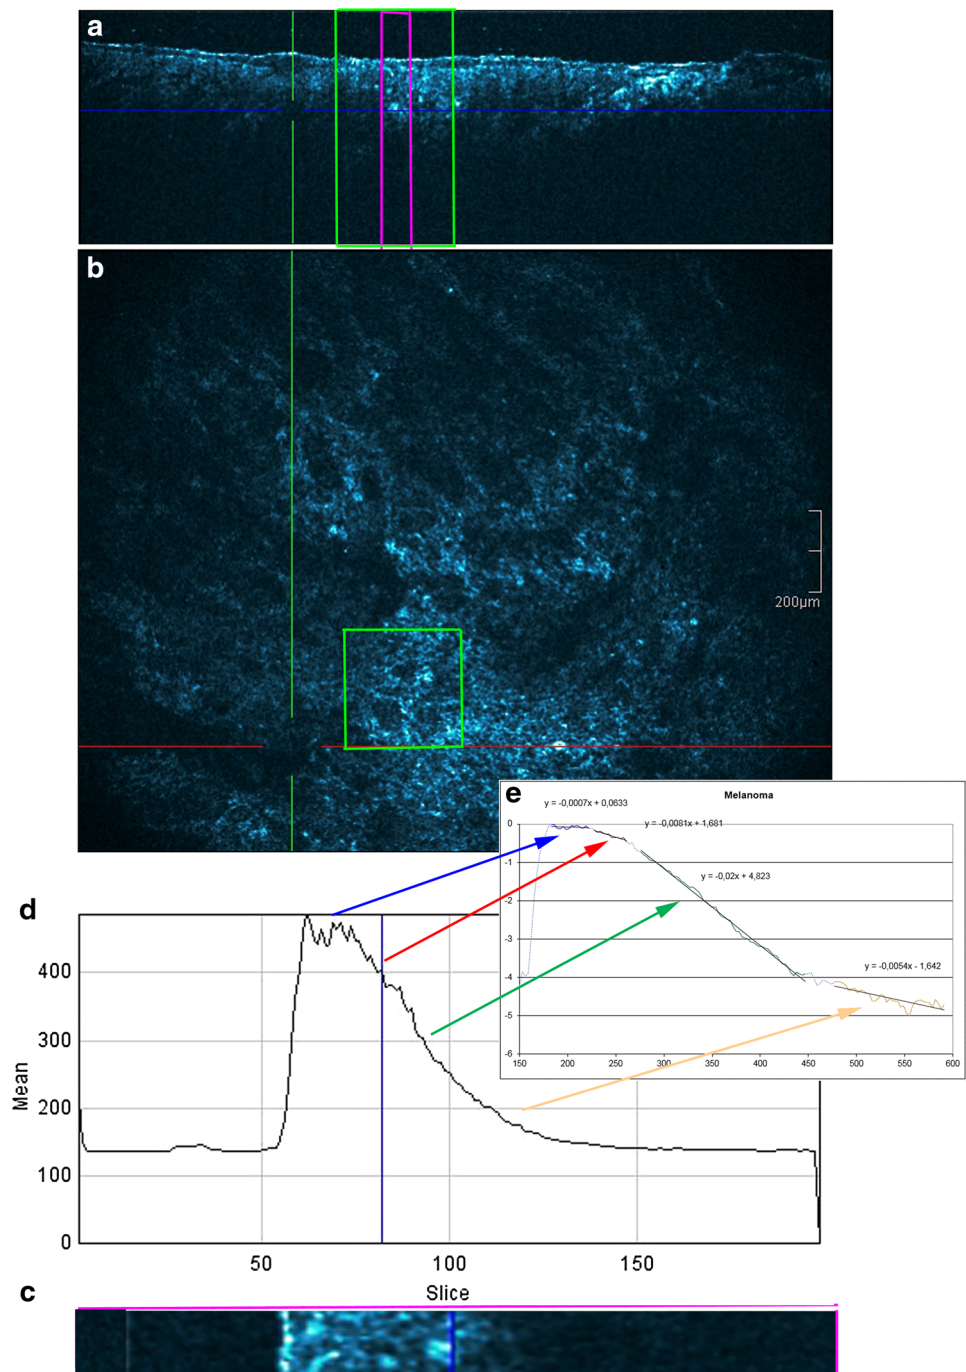 a
b
200µm
e
Melanoma
y = -0,0007x + 0,0633
y = -0,0081x + 1,681
y = -0,02x + 4,823
y = -0,0054x - 1,642
0
-1
-2
-3
-4
-5
-6
150 200 250 300 350 400 450 500 550 600
d
400
300
200
100
0
Mean
50 100 150
Slice
c